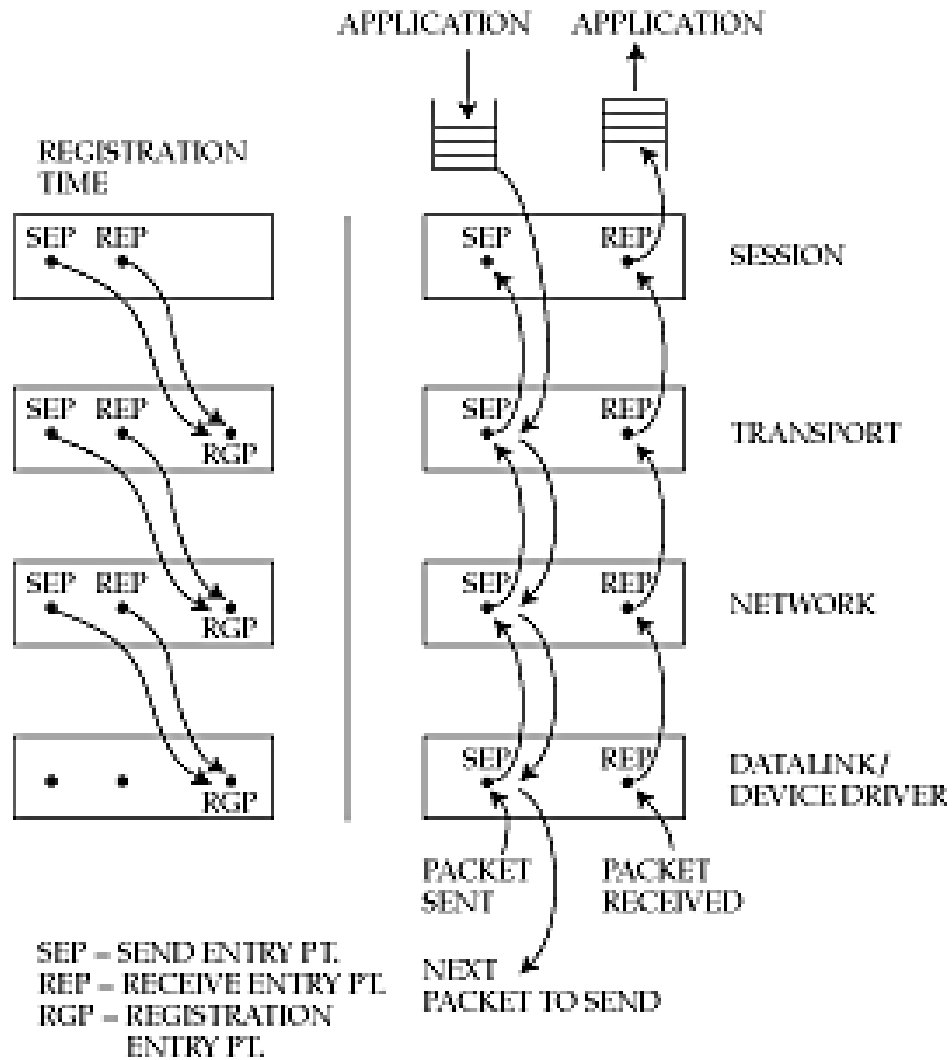 APPLICATION APPLICATION
REGISTRATION
TIME
SEP REP
SEP REP
SESSION
SEP REP
RGP
SEP REP
TRANSPORT
SEP REP
RGP
SEP REP
NETWORK
RGP
SEP REP
DATALINK/
DEVICE DRIVER
PACKET
SENT
PACKET
RECEIVED
NEXT
PACKET TO SEND
SEP – SEND ENTRY PT.
REP – RECEIVE ENTRY PT.
RGP – REGISTRATION
ENTRY PT.